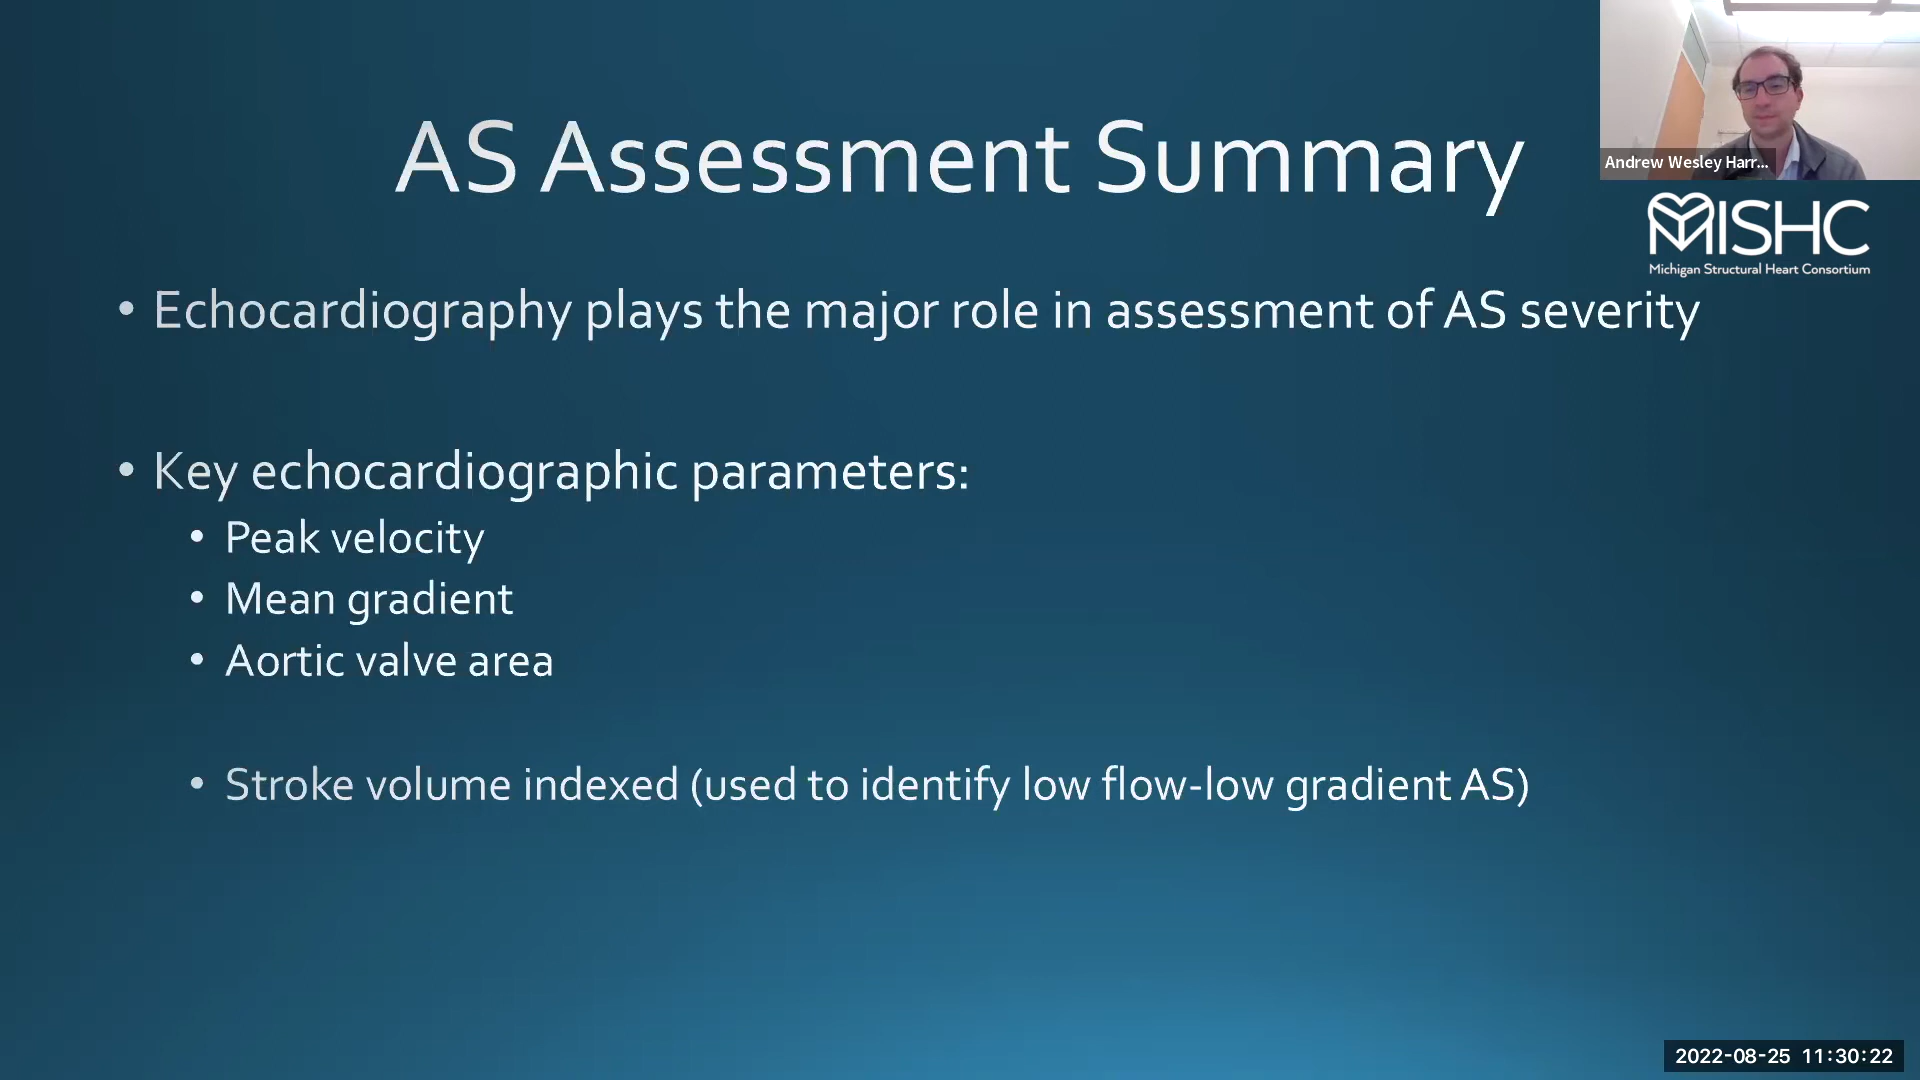 AS Assessment Summary
Andrew Wesley Harr...
MISHC
Michigan Structural Heart Consortium
• Echocardiography plays the major role in assessment of AS severity
• Key echocardiographic parameters:
• Peak velocity
• Mean gradient
• Aortic valve area
• Stroke volume indexed (used to identify low flow-low gradient AS)
2022-08-25 11:30:22